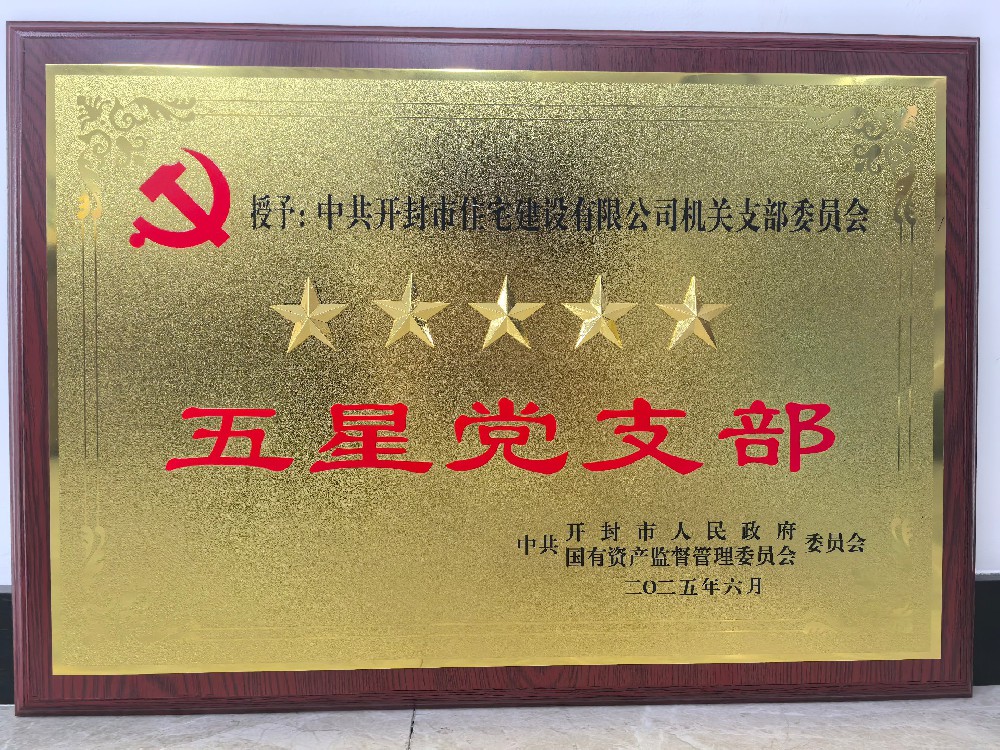 授予：中共开封市住宅建设有限公司机关支部委员会
五星党支部
中共 开封市人民政府 委员会
国有资产监督管理委员会
二〇二五年六月